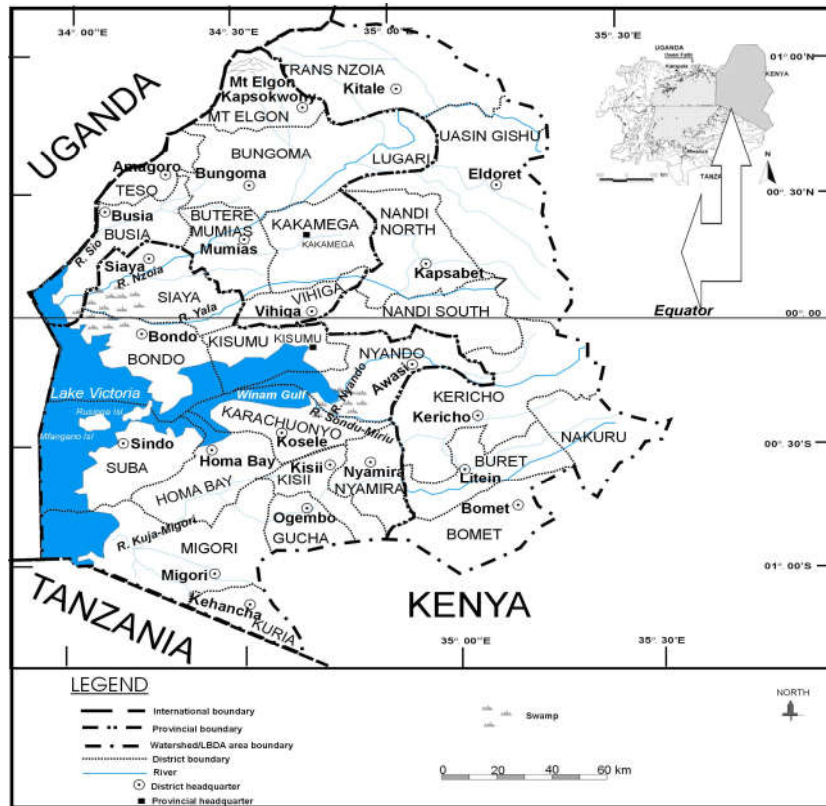 34° 00'E
34°. 30'E
35°. 00'E
35°. 30'E
UGANDA
KENYA
01° 00'N
TRANS NZOIA
Mt Elgon
Kitale
Kapsokwony
MT ELGON
UASIN GISHU
UGANDA
BUNGOMA
LUGARI
N
Amagoro
Bungoma
Eldoret
TESO
00°. 30'N
Busia
BUTERE
MUMIAS
KAKAMEGA
NANDI
NORTH
BUSIA
Mumias
KAKAMEGA
R. Sio
Siaya
R. Nzoia
Kapsabet
SIAYA
VIHIGA
R. Yala
Vihiga
NANDI SOUTH
Equator
00°. 00
Bondo
KISUMU
KISUMU
NYANDO
BONDO
Awasi
Lake Victoria
Winam Gulf
R. Nyando
KERICHO
Rusinga Isl
KARACHUONYO
R. Sondu-Miriu
Kericho
Mfangano Isl
Sindo
Kosele
NAKURU
00°. 30'S
SUBA
Homa Bay
Kisii
Nyamira
BURET
HOMA BAY
KISII
NYAMIRA
Litein
Ogembo
Bomet
R. Kuja-Migori
GUCHA
BOMET
MIGORI
Migori
01° 00'S
TANZANIA
Kehancha
KURIA
KENYA
35°. 00'E
35°. 30'E
LEGEND
International boundary
Provincial boundary
Watershed/LBDA area boundary
District boundary
River
District headquarter
Provincial headquarter
Swamp
0 20 40 60 km
NORTH